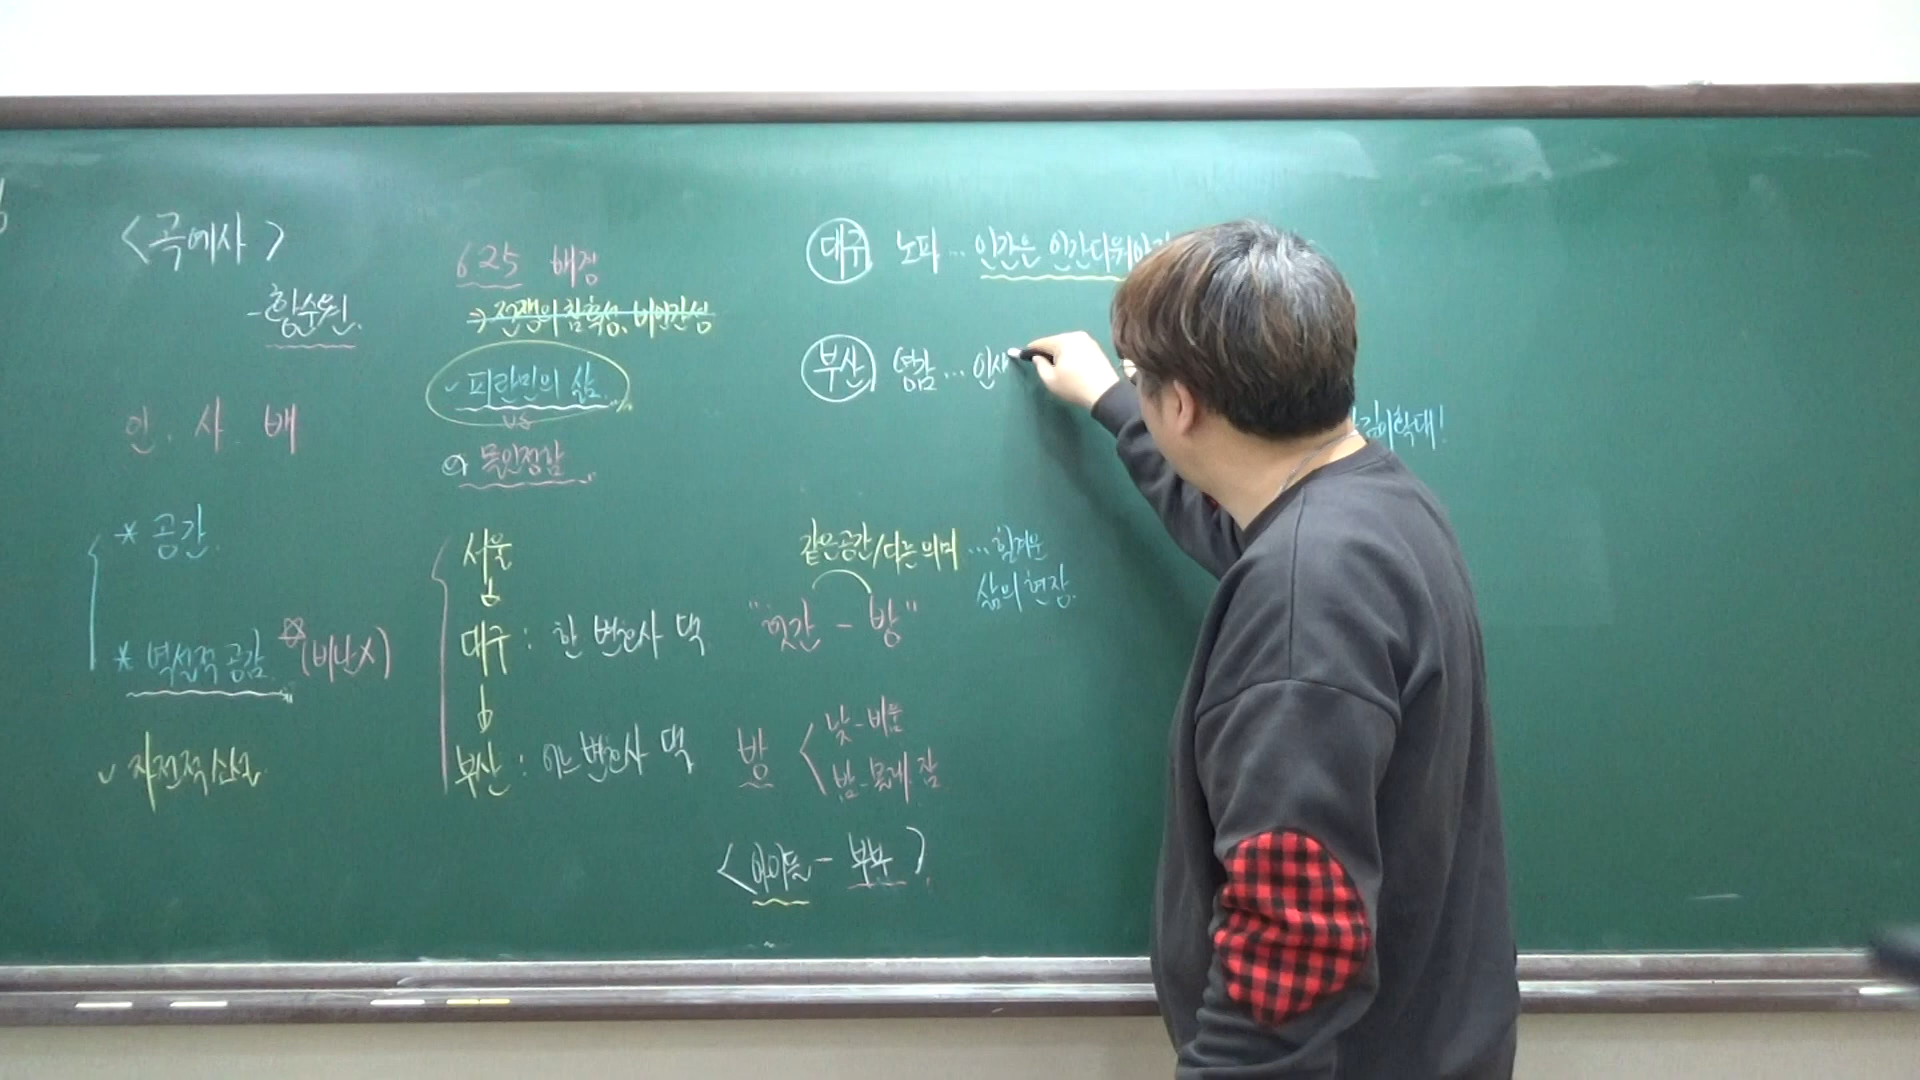 <곡예사>
- 황순원.
인. 사. 배
* 공간.
* 역설적 공감. (비난X)
✓ 자전적 소설
6.25 배경
→ 전쟁의 참혹성, 비인간성
✓ 피란민의 삶.
vs
몰인정함
서울
↓
대구 : 한 변호사 댁
↓
부산 : 어느 변호사 댁
대구 노파 … 인간은 인간다워야
부산 영감 … 인
같은 공간/다른 의미 … 힘겨운
삶의 현장.
"헛간 - 방"
방 < 낮 - 비움
밤 - 몰래 잠
<아이들 - 부부>